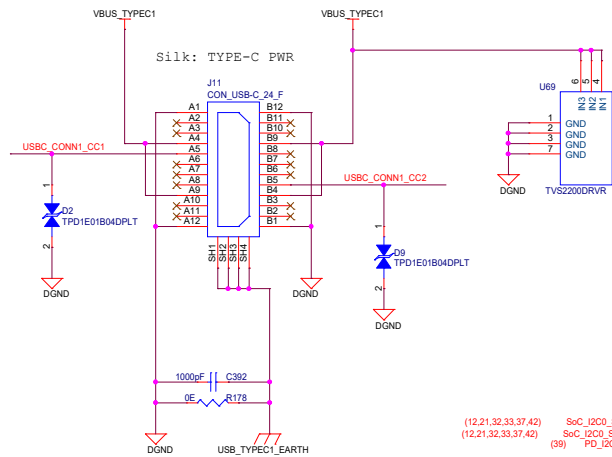 VBUS_TYPEC1
VBUS_TYPEC1
Silk: TYPE-C PWR
J11
CON_USB-C_24_F
A1
A2
A3
A4
A5
A6
A7
A8
A9
A10
A11
A12
B12
B11
B10
B9
B8
B7
B6
B5
B4
B3
B2
B1
SH1
SH2
SH3
SH4
USBC_CONN1_CC1
USBC_CONN1_CC2
1
D2
TPD1E01B04DPLT
2
DGND
1
D9
TPD1E01B04DPLT
2
DGND
DGND
U69
6
5
4
IN3
IN2
IN1
1
2
3
7
GND
GND
GND
GND
DGND
TVS2200DRVR
1000pF
C392
0E
R178
DGND
USB_TYPEC1_EARTH
(12,21,32,33,37,42) SoC_I2C0_
(12,21,32,33,37,42) SoC_I2C0_S
(39) PD_I2C